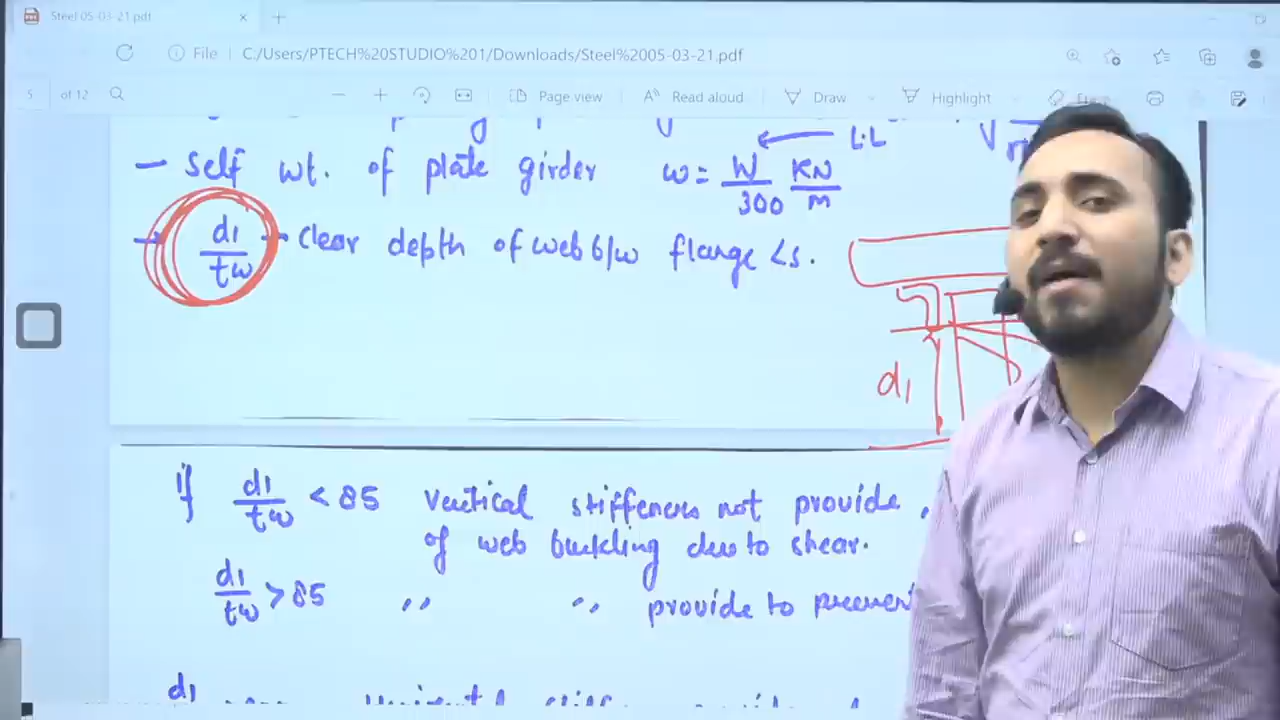 Steel 05-03-21.pdf
File C:/Users/PTECH%20STUDIO%201/Downloads/Steel%2005-03-21.pdf
5 of 12 Page view Read aloud Draw Highlight
L.L
— Self wt. of plate girder w = W/300 KN/m
→ d1/tw → Clear depth of web b/w flange Ls.
d1
if d1/tw < 85 Vertical stiffeners not provide
of web buckling due to shear.
d1/tw > 85 ,, ,, provide to
d1